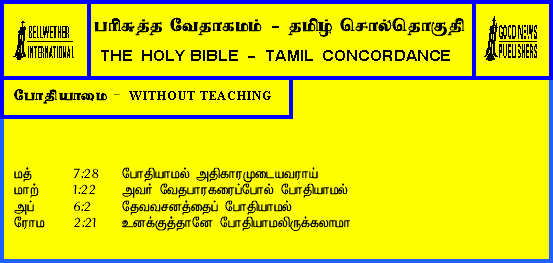 BELLWETHER
INTERNATIONAL
பரிசுத்த வேதாகமம் - தமிழ் சொல்தொகுதி
THE HOLY BIBLE - TAMIL CONCORDANCE
GOOD NEWS
PUBLISHERS
போதியாமை - WITHOUT TEACHING
மத் 7:28 போதியாமல் அதிகாரமுடையவராய்
மாற் 1:22 அவர் வேதபாரகரைப்போல் போதியாமல்
அப் 6:2 தேவவசனத்தைப் போதியாமல்
ரோம 2:21 உனக்குத்தானே போதியாமலிருக்கலாமா